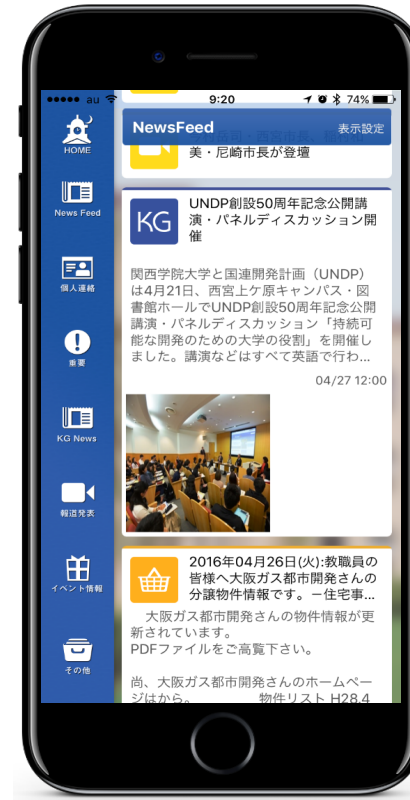 au
9:20
74%
HOME
News Feed
個人連絡
重要
KG News
報道発表
イベント情報
その他
NewsFeed
表示設定
美・尼崎市長が登壇
KG
UNDP創設50周年記念公開講
演・パネルディスカッション開
催
関西学院大学と国連開発計画（UNDP）
は4月21日、西宮上ケ原キャンパス・図
書館ホールでUNDP創設50周年記念公開
講演・パネルディスカッション「持続可
能な開発のための大学の役割」を開催し
ました。講演などはすべて英語で行わ...
04/27 12:00
2016年04月26日(火):教職員の
皆様へ大阪ガス都市開発さんの
分譲物件情報です。－住宅事...
大阪ガス都市開発さんの物件情報が更
新されています。
PDFファイルをご高覧下さい。
尚、大阪ガス都市開発さんのホームペー
ジはから。 物件リスト H28.4